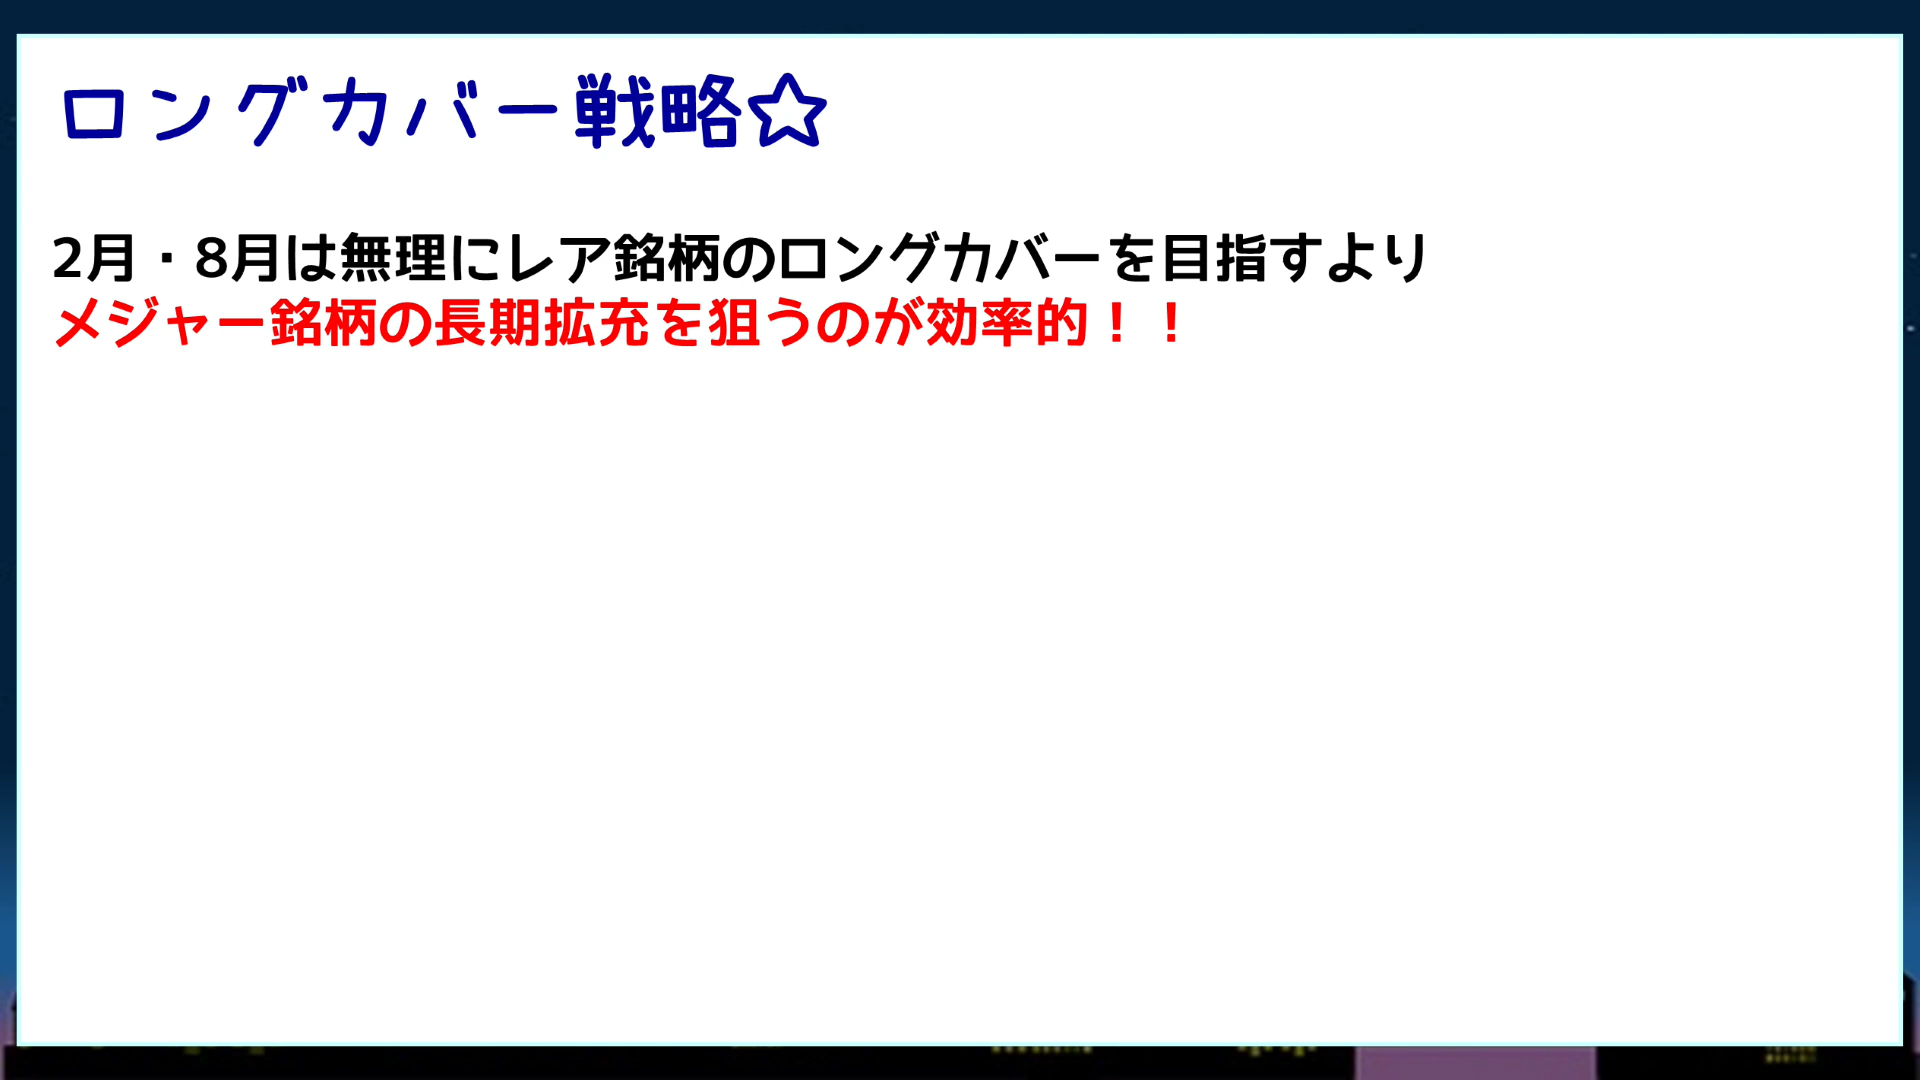 ロングカバー戦略☆
2月・8月は無理にレア銘柄のロングカバーを目指すより
メジャー銘柄の長期拡充を狙うのが効率的！！